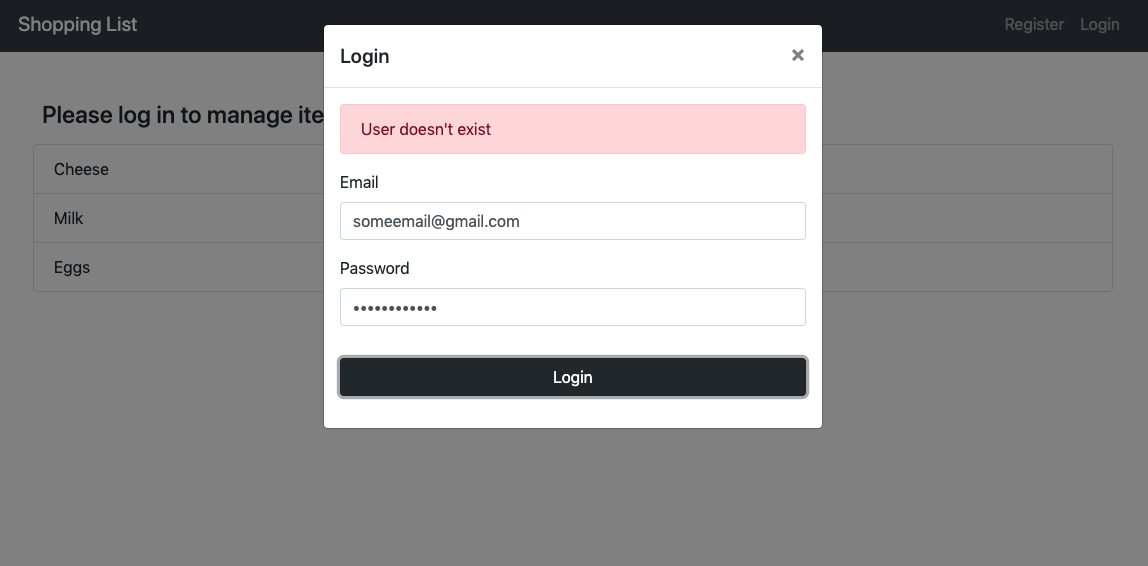 Shopping List
Register Login
Login
×
Please log in to manage ite
User doesn't exist
Cheese
Email
Milk
someemail@gmail.com
Eggs
Password
••••••••••••
Login